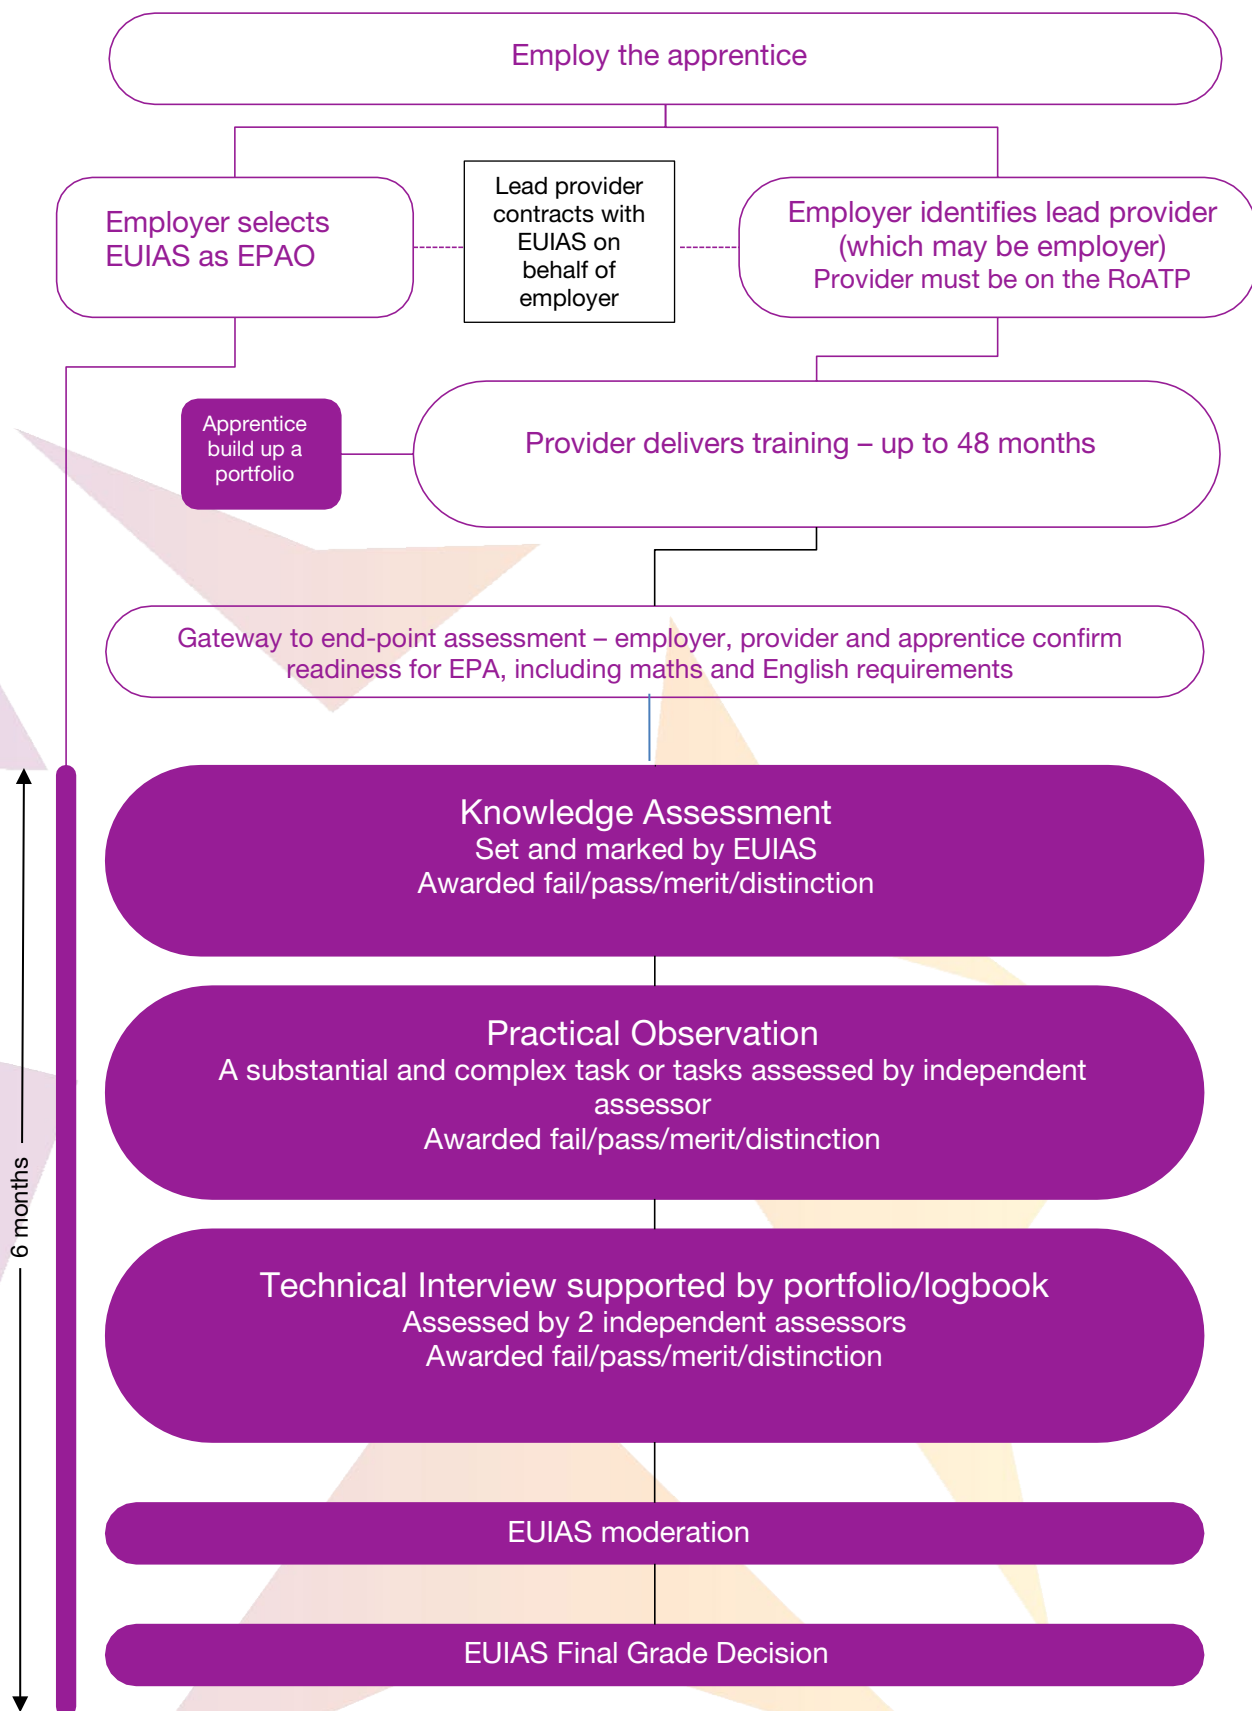 Employ the apprentice
Employer selects
EUIAS as EPAO
Lead provider
contracts with
EUIAS on
behalf of
employer
Employer identifies lead provider
(which may be employer)
Provider must be on the RoATP
Apprentice
build up a
portfolio
Provider delivers training – up to 48 months
Gateway to end-point assessment – employer, provider and apprentice confirm
readiness for EPA, including maths and English requirements
Knowledge Assessment
Set and marked by EUIAS
Awarded fail/pass/merit/distinction
Practical Observation
A substantial and complex task or tasks assessed by independent
assessor
Awarded fail/pass/merit/distinction
6 months
Technical Interview supported by portfolio/logbook
Assessed by 2 independent assessors
Awarded fail/pass/merit/distinction
EUIAS moderation
EUIAS Final Grade Decision